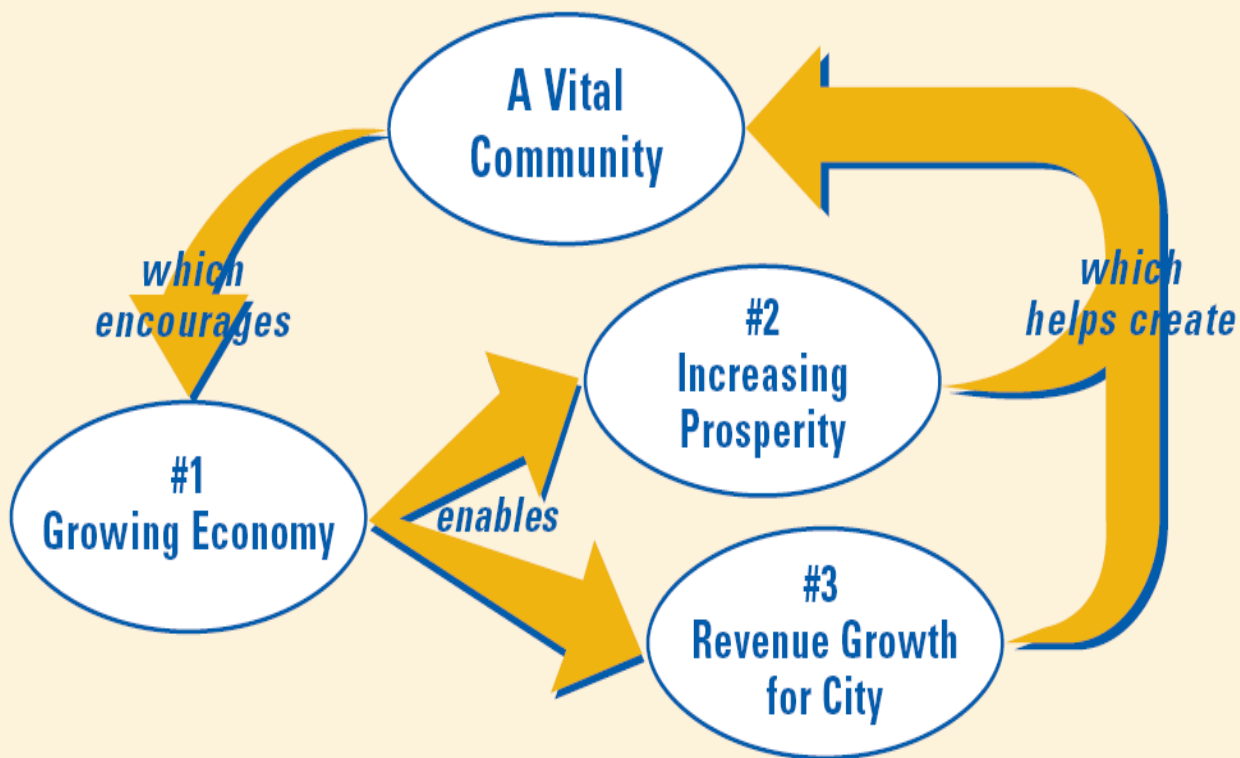 A Vital
Community
which
encourages
#1
Growing Economy
enables
#2
Increasing
Prosperity
#3
Revenue Growth
for City
which
helps create